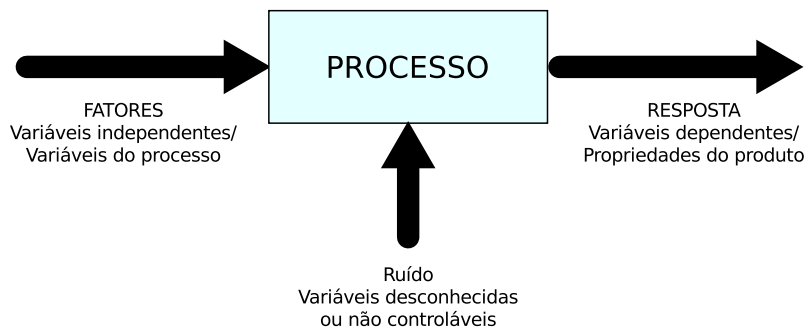 PROCESSO
FATORES
Variáveis independentes/
Variáveis do processo
RESPOSTA
Variáveis dependentes/
Propriedades do produto
Ruído
Variáveis desconhecidas
ou não controláveis